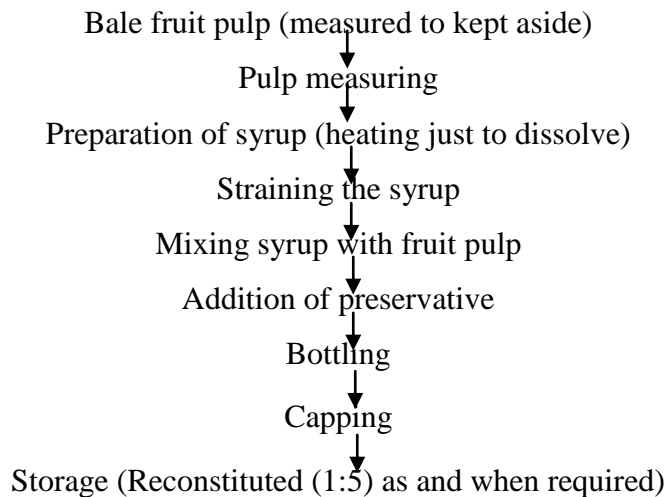 Bale fruit pulp (measured to kept aside)
Pulp measuring
Preparation of syrup (heating just to dissolve)
Straining the syrup
Mixing syrup with fruit pulp
Addition of preservative
Bottling
Capping
Storage (Reconstituted (1:5) as and when required)